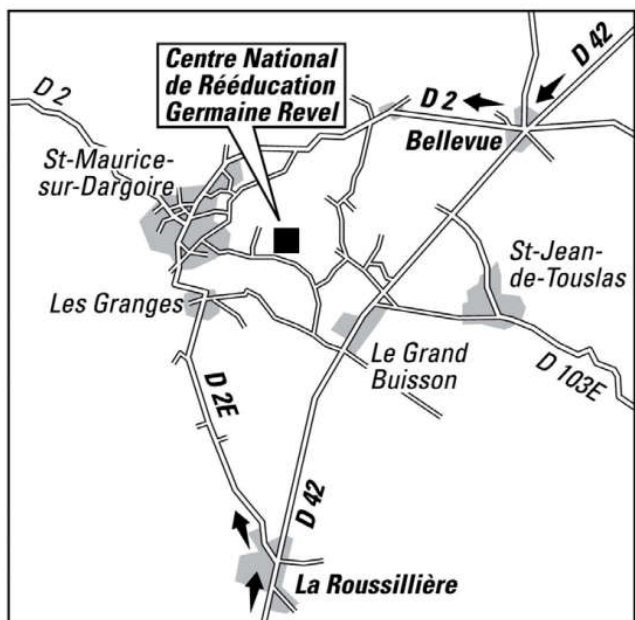 Centre National
de Rééducation
Germaine Revel
D 42
D 2
D 2
Bellevue
St-Maurice-
sur-Dargoire
St-Jean-
de-Touslas
Les Granges
Le Grand
Buisson
D 103E
D 2E
D 42
La Roussillière